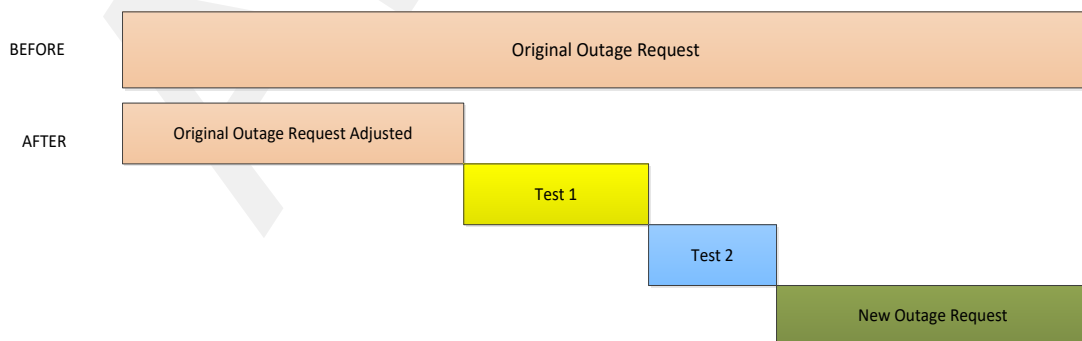 BEFORE
Original Outage Request
AFTER
Original Outage Request Adjusted
Test 1
Test 2
New Outage Request